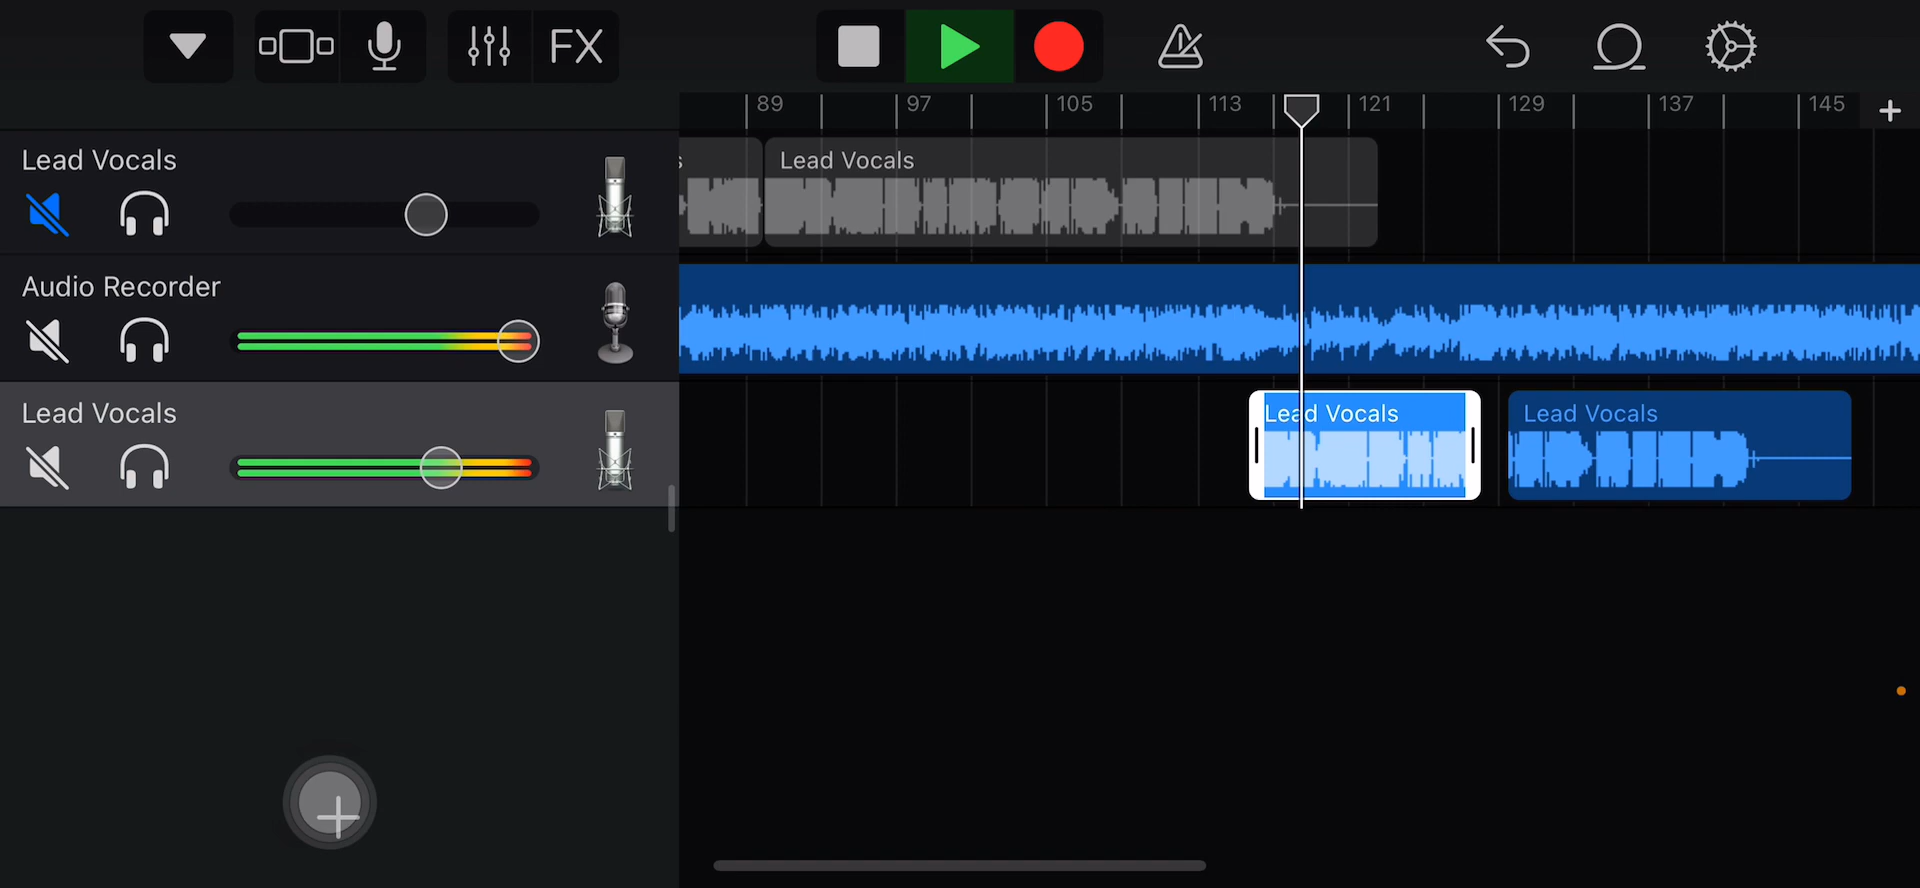 FX
89 97 105 113 121 129 137 145
Lead Vocals
s Lead Vocals
Audio Recorder
Lead Vocals
Lead Vocals Lead Vocals